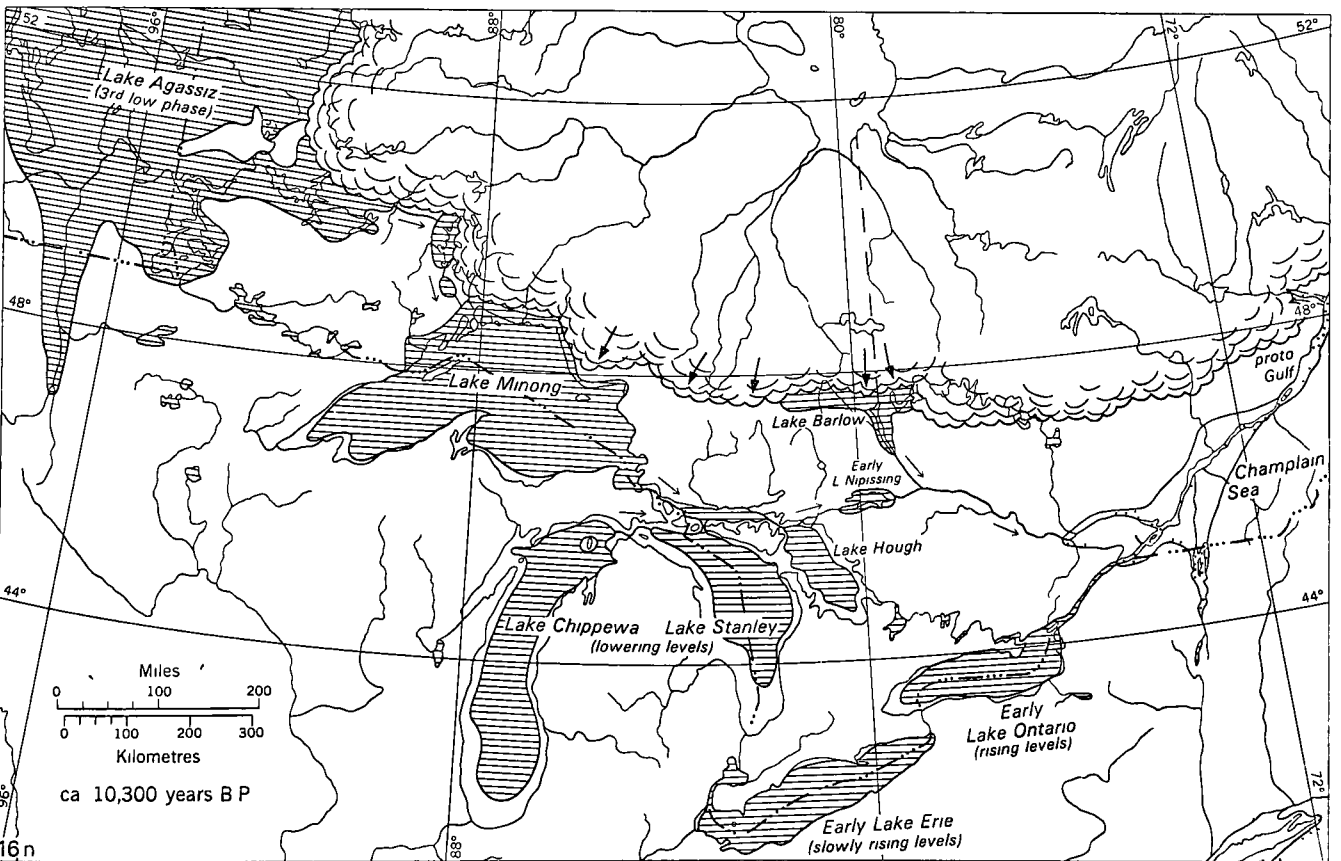 52
96°
88°
80°
72°
52°
Lake Agassiz
(3rd low phase)
48°
48°
proto
Gulf
Lake Minong
Lake Barlow
Early
L Nipissing
Champlain
Sea
Lake Hough
44°
44°
Lake Chippewa
Lake Stanley
(lowering levels)
Miles
0 100 200
0 100 200 300
Kilometres
Early
Lake Ontario
(rising levels)
ca 10,300 years B P
96°
72°
Early Lake Erie
(slowly rising levels)
16n
88°